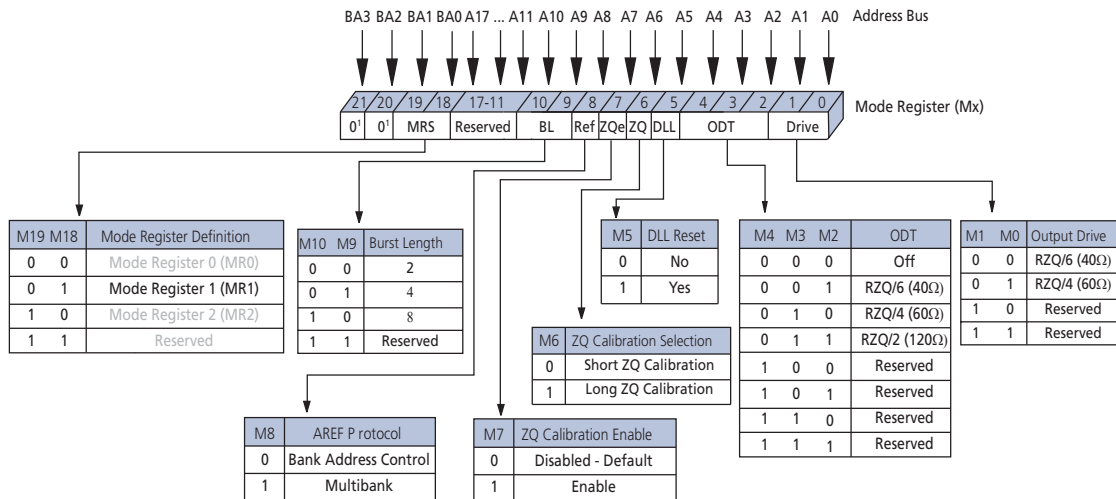 BA3 BA2 BA1 BA0 A17 ... A11 A10 A9 A8 A7 A6 A5 A4 A3 A2 A1 A0 Address Bus
21 20 19 18 17-11 10 9 8 7 6 5 4 3 2 1 0 Mode Register (Mx)
0¹ 0¹ MRS Reserved BL Ref ZQe ZQ DLL ODT Drive
M19 M18 Mode Register Definition
0 0 Mode Register 0 (MR0)
0 1 Mode Register 1 (MR1)
1 0 Mode Register 2 (MR2)
1 1 Reserved
M10 M9 Burst Length
0 0 2
0 1 4
1 0 8
1 1 Reserved
M5 DLL Reset
0 No
1 Yes
M4 M3 M2 ODT
0 0 0 Off
0 0 1 RZQ/6 (40Ω)
0 1 0 RZQ/4 (60Ω)
0 1 1 RZQ/2 (120Ω)
1 0 0 Reserved
1 0 1 Reserved
1 1 0 Reserved
1 1 1 Reserved
M1 M0 Output Drive
0 0 RZQ/6 (40Ω)
0 1 RZQ/4 (60Ω)
1 0 Reserved
1 1 Reserved
M6 ZQ Calibration Selection
0 Short ZQ Calibration
1 Long ZQ Calibration
M8 AREF P rotocol
0 Bank Address Control
1 Multibank
M7 ZQ Calibration Enable
0 Disabled - Default
1 Enable